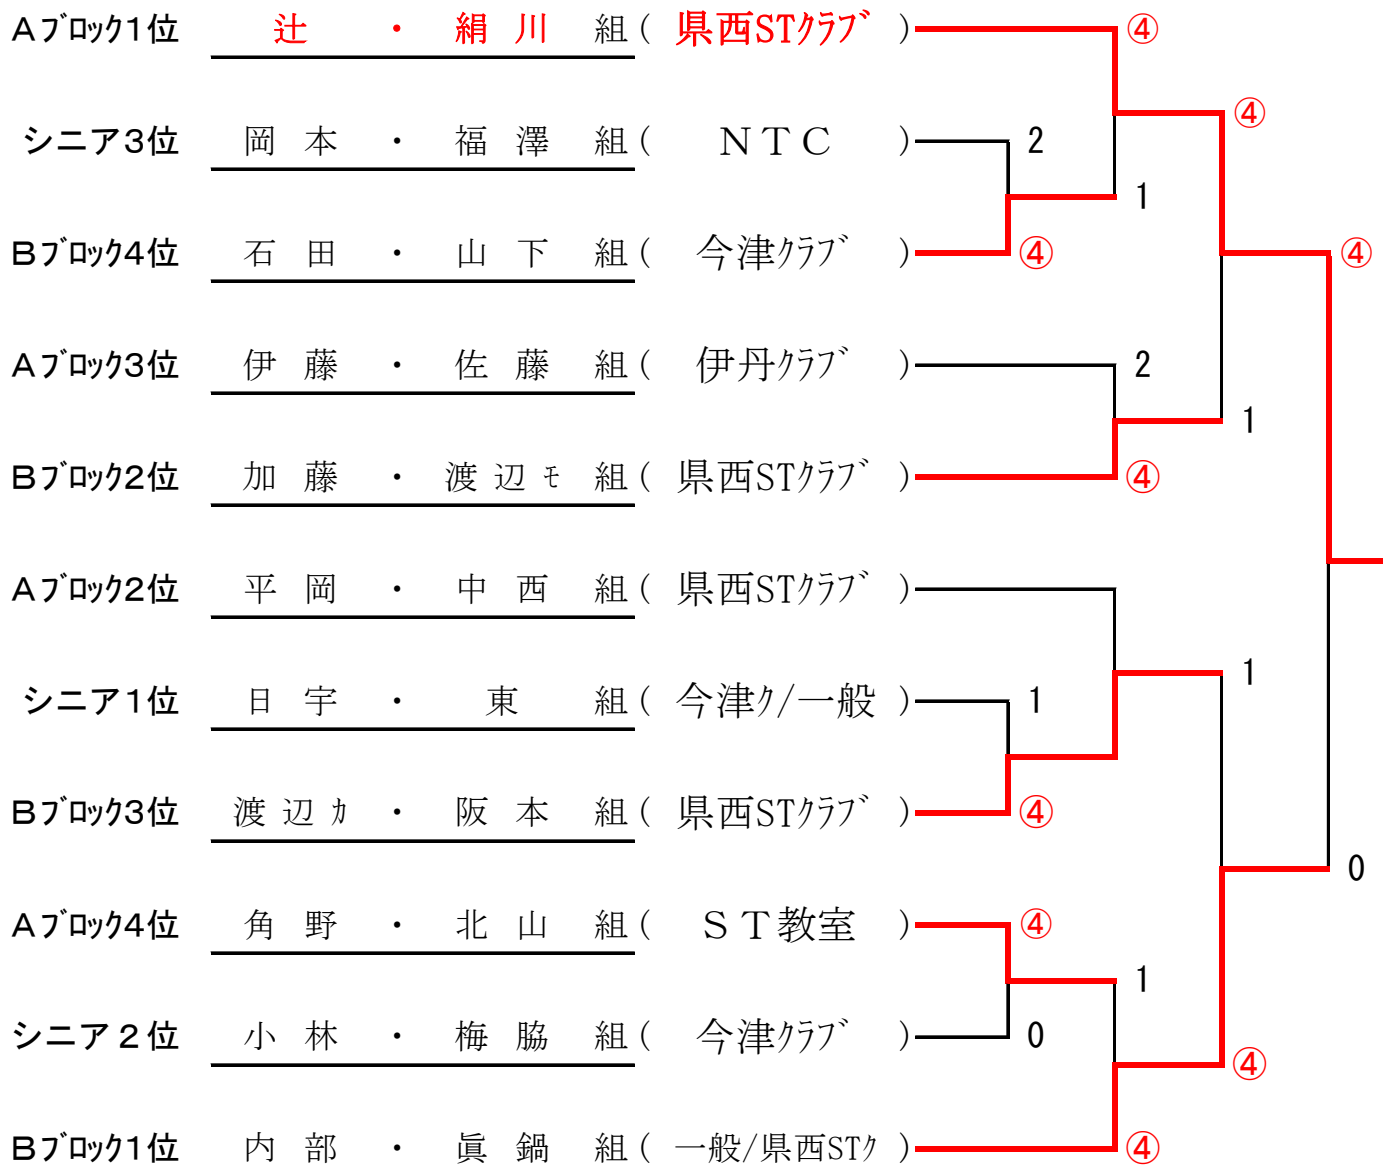 Aブロック1位 辻 ・ 絹川 組( 県西STクラブ ) ④
④
シニア3位 岡本 ・ 福澤 組( NTC ) 2
1
Bブロック4位 石田 ・ 山下 組( 今津クラブ ) ④ ④
Aブロック3位 伊藤 ・ 佐藤 組( 伊丹クラブ ) 2
1
Bブロック2位 加藤 ・ 渡辺モ 組( 県西STクラブ ) ④
Aブロック2位 平岡 ・ 中西 組( 県西STクラブ )
1
シニア1位 日宇 ・ 東 組( 今津ク/一般 ) 1
Bブロック3位 渡辺カ ・ 阪本 組( 県西STクラブ ) ④
0
Aブロック4位 角野 ・ 北山 組( ST教室 ) ④
1
シニア2位 小林 ・ 梅脇 組( 今津クラブ ) 0
④
Bブロック1位 内部 ・ 眞鍋 組( 一般/県西STク ) ④